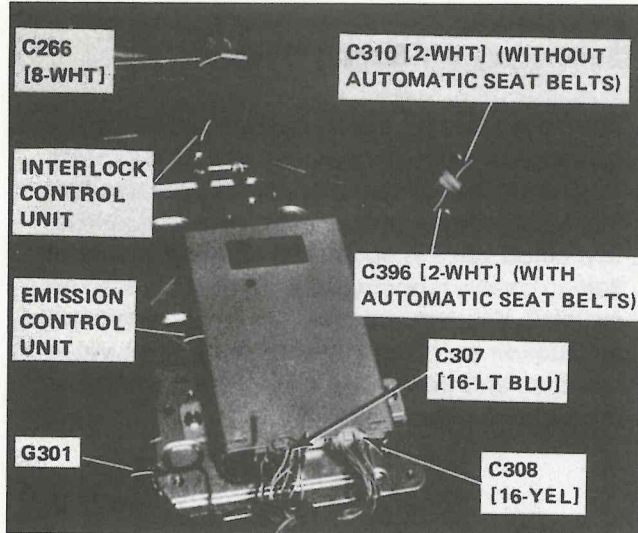 C266
[8-WHT]
C310 [2-WHT] (WITHOUT
AUTOMATIC SEAT BELTS)
INTERLOCK
CONTROL
UNIT
C396 [2-WHT] (WITH
AUTOMATIC SEAT BELTS)
EMISSION
CONTROL
UNIT
C307
[16-LT BLU]
G301
C308
[16-YEL]